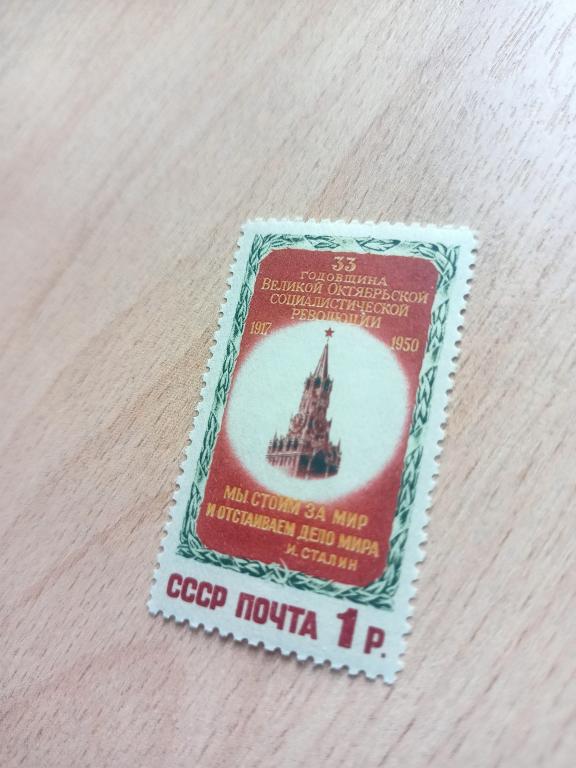 33
ГОДОВЩИНА
ВЕЛИКОЙ ОКТЯБРЬСКОЙ
СОЦИАЛИСТИЧЕСКОЙ
РЕВОЛЮЦИИ
1917 1950
МЫ СТОИМ ЗА МИР
И ОТСТАИВАЕМ ДЕЛО МИРА
И. СТАЛИН
СССР ПОЧТА 1 Р.